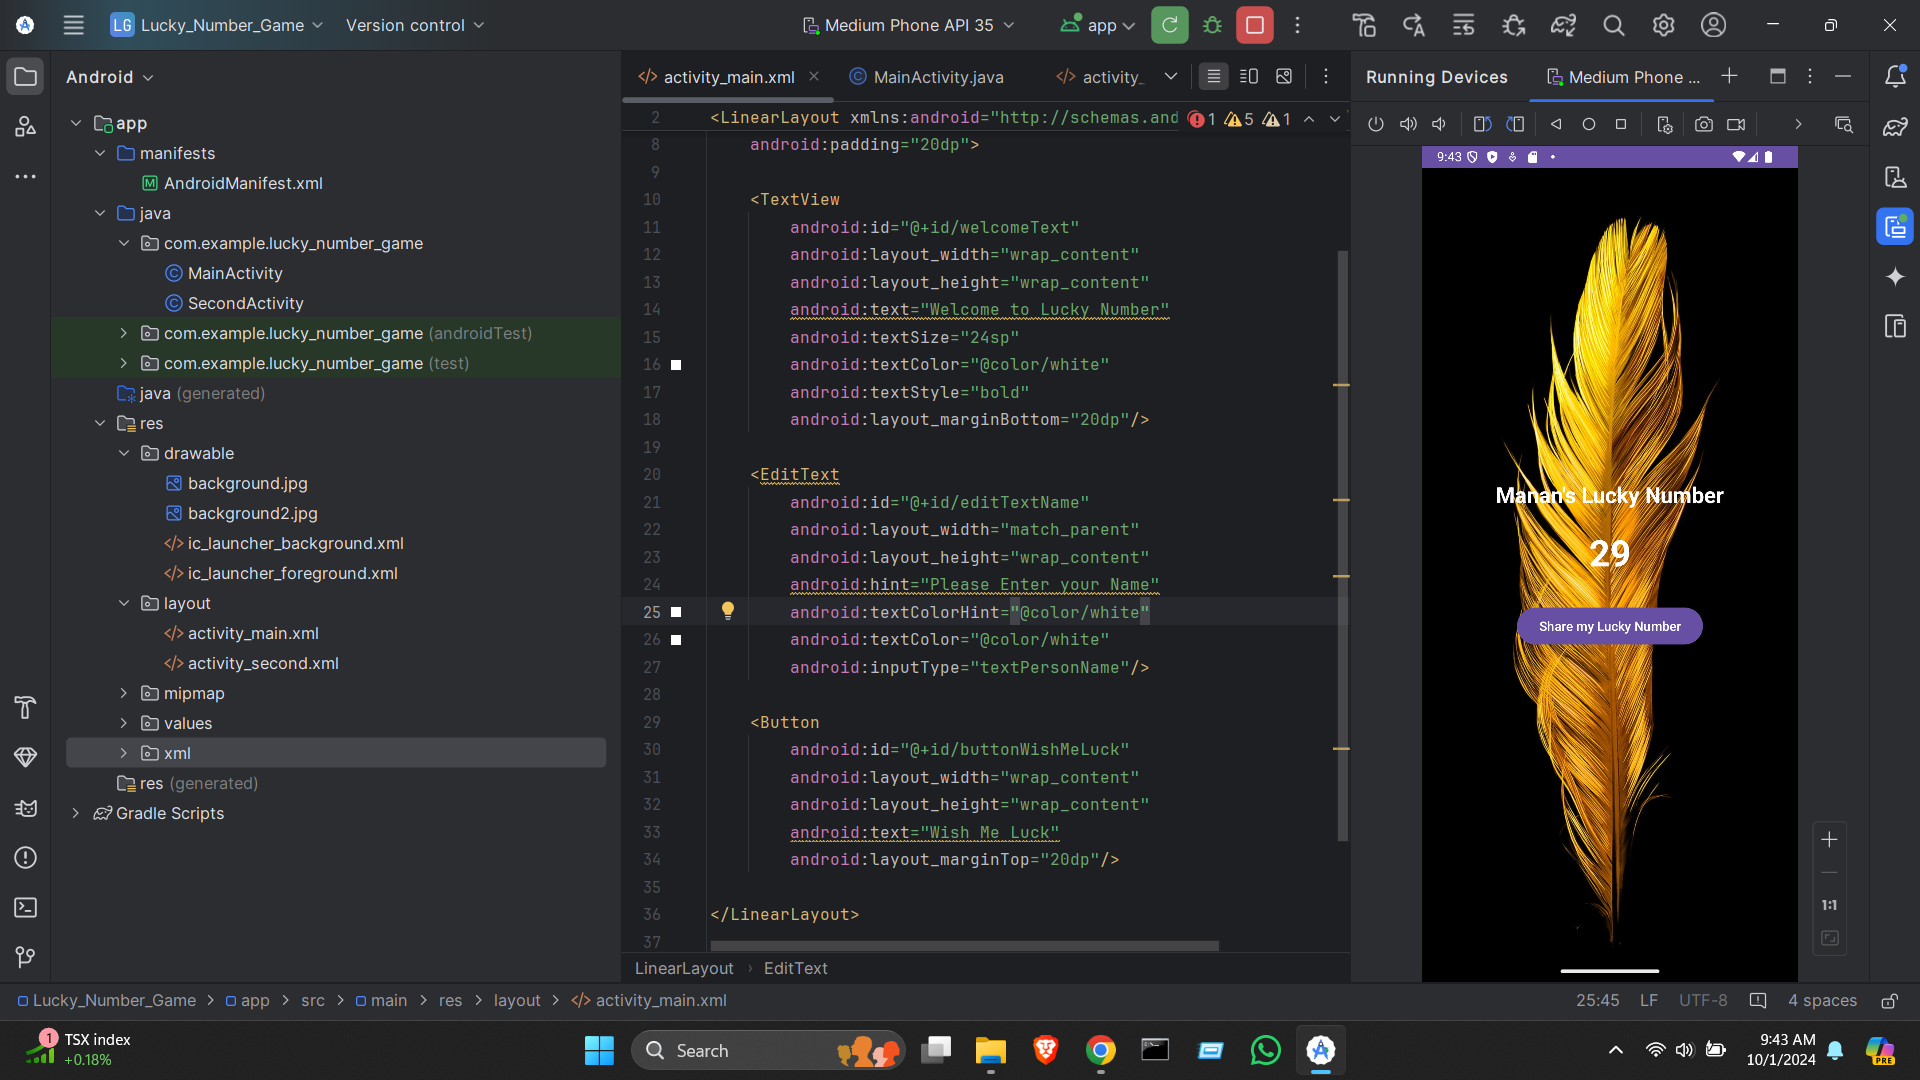 LG Lucky_Number_Game Version control Medium Phone API 35 app
Android
activity_main.xml MainActivity.java activity_
Running Devices Medium Phone ...
app
manifests
AndroidManifest.xml
java
com.example.lucky_number_game
MainActivity
SecondActivity
com.example.lucky_number_game (androidTest)
com.example.lucky_number_game (test)
java (generated)
res
drawable
background.jpg
background2.jpg
ic_launcher_background.xml
ic_launcher_foreground.xml
layout
activity_main.xml
activity_second.xml
mipmap
values
xml
res (generated)
Gradle Scripts
2 <LinearLayout xmlns:android="http://schemas.and 1 5 1
8 android:padding="20dp">
9
10 <TextView
11 android:id="@+id/welcomeText"
12 android:layout_width="wrap_content"
13 android:layout_height="wrap_content"
14 android:text="Welcome to Lucky Number"
15 android:textSize="24sp"
16 android:textColor="@color/white"
17 android:textStyle="bold"
18 android:layout_marginBottom="20dp"/>
19
20 <EditText
21 android:id="@+id/editTextName"
22 android:layout_width="match_parent"
23 android:layout_height="wrap_content"
24 android:hint="Please Enter your Name"
25 android:textColorHint="@color/white"
26 android:textColor="@color/white"
27 android:inputType="textPersonName"/>
28
29 <Button
30 android:id="@+id/buttonWishMeLuck"
31 android:layout_width="wrap_content"
32 android:layout_height="wrap_content"
33 android:text="Wish Me Luck"
34 android:layout_marginTop="20dp"/>
35
36 </LinearLayout>
37
LinearLayout EditText
9:43
Manan's Lucky Number
29
Share my Lucky Number
1:1
Lucky_Number_Game app src main res layout activity_main.xml
25:45 LF UTF-8 4 spaces
1 TSX index
+0.18%
Search
9:43 AM
10/1/2024
PRE